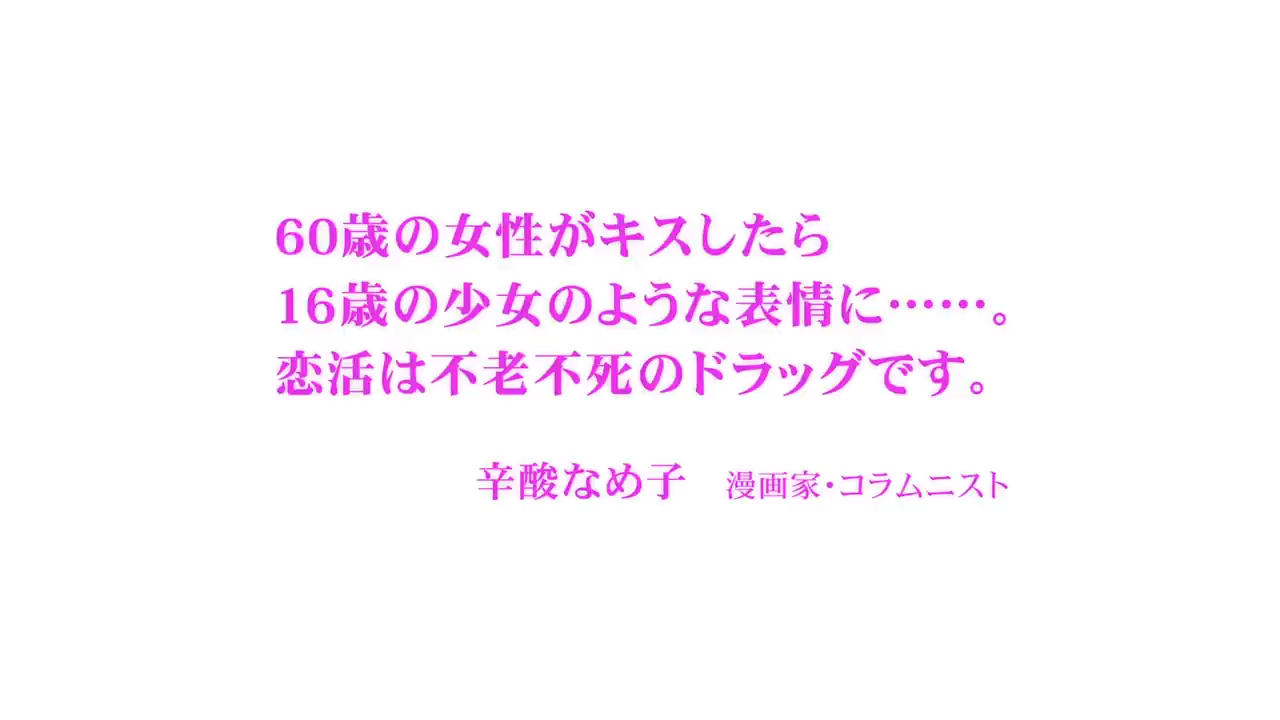 60歳の女性がキスしたら
16歳の少女のような表情に……。
恋活は不老不死のドラッグです。
辛酸なめ子　漫画家・コラムニスト